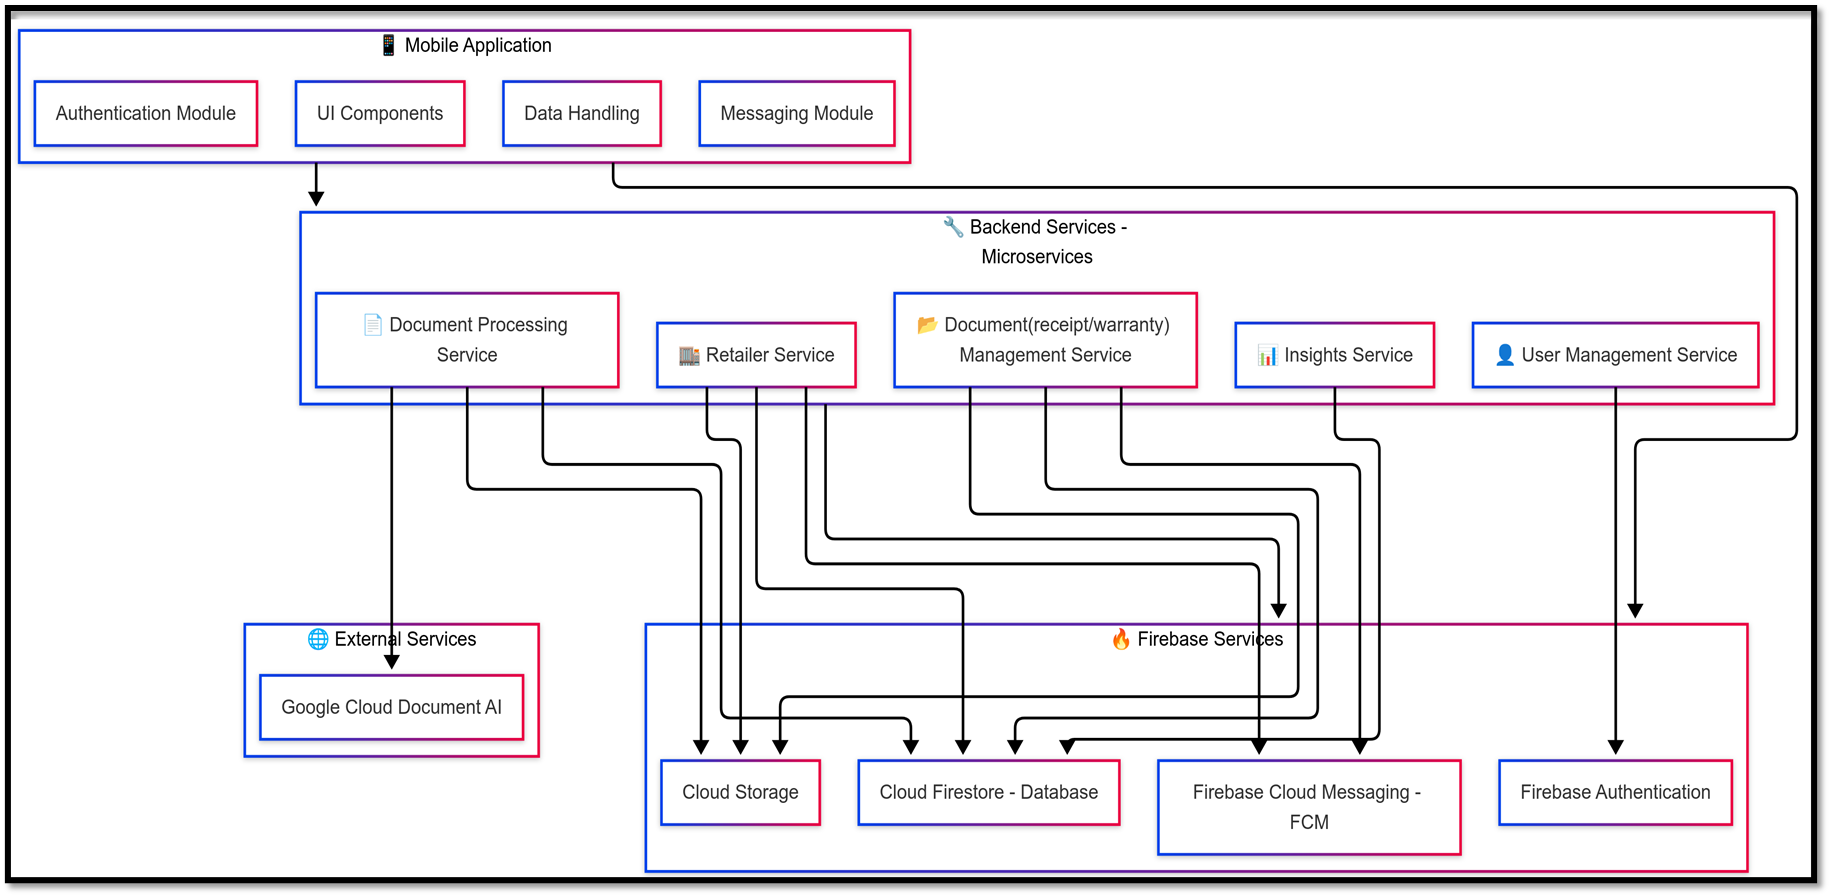 📱 Mobile Application
Authentication Module
UI Components
Data Handling
Messaging Module
🔧 Backend Services -
Microservices
📄 Document Processing
Service
🏬 Retailer Service
📂 Document(receipt/warranty)
Management Service
📊 Insights Service
👤 User Management Service
🌐 External Services
Google Cloud Document AI
🔥 Firebase Services
Cloud Storage
Cloud Firestore - Database
Firebase Cloud Messaging -
FCM
Firebase Authentication